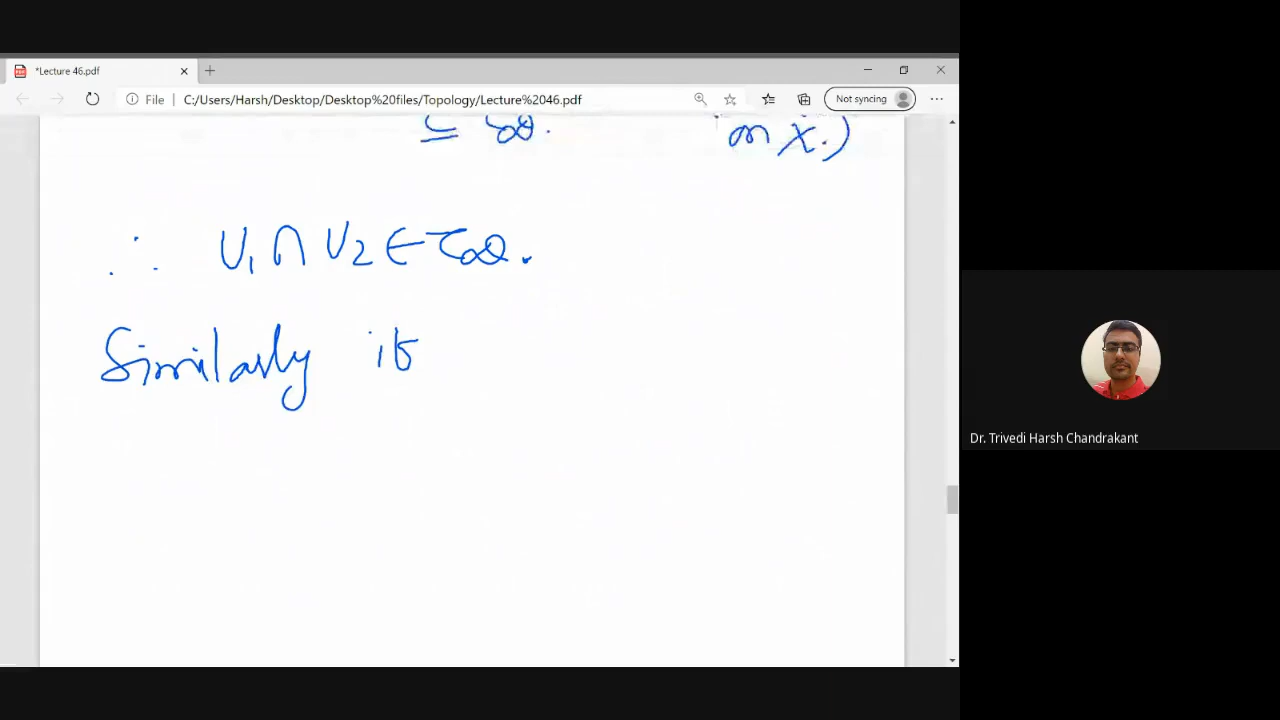 *Lecture 46.pdf
File | C:/Users/Harsh/Desktop/Desktop%20files/Topology/Lecture%2046.pdf
Not syncing
⊆ τ∞.
on X.)
∴ U₁ ∩ U₂ ∈ τ∞.
Similarly if
Dr. Trivedi Harsh Chandrakant